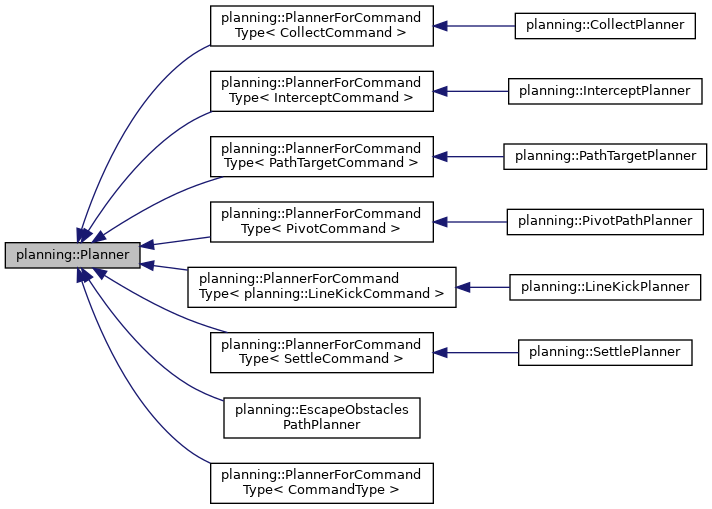 planning::PlannerForCommand
Type< CollectCommand >
planning::CollectPlanner
planning::PlannerForCommand
Type< InterceptCommand >
planning::InterceptPlanner
planning::PlannerForCommand
Type< PathTargetCommand >
planning::PathTargetPlanner
planning::PlannerForCommand
Type< PivotCommand >
planning::PivotPathPlanner
planning::Planner
planning::PlannerForCommand
Type< planning::LineKickCommand >
planning::LineKickPlanner
planning::PlannerForCommand
Type< SettleCommand >
planning::SettlePlanner
planning::EscapeObstacles
PathPlanner
planning::PlannerForCommand
Type< CommandType >